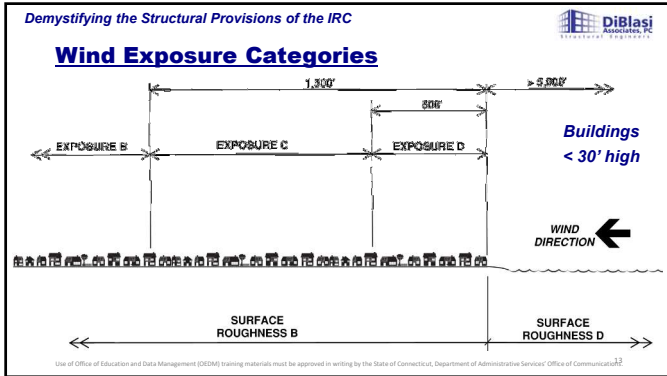 Demystifying the Structural Provisions of the IRC
DiBlasi
Associates, PC
Structural Engineers
Wind Exposure Categories
1,500' > 5,000'
600'
EXPOSURE B EXPOSURE C EXPOSURE D
Buildings
< 30' high
WIND
DIRECTION
SURFACE
ROUGHNESS B
SURFACE
ROUGHNESS D
Use of Office of Education and Data Management (OEDM) training materials must be approved in writing by the State of Connecticut, Department of Administrative Services' Office of Communications.
13